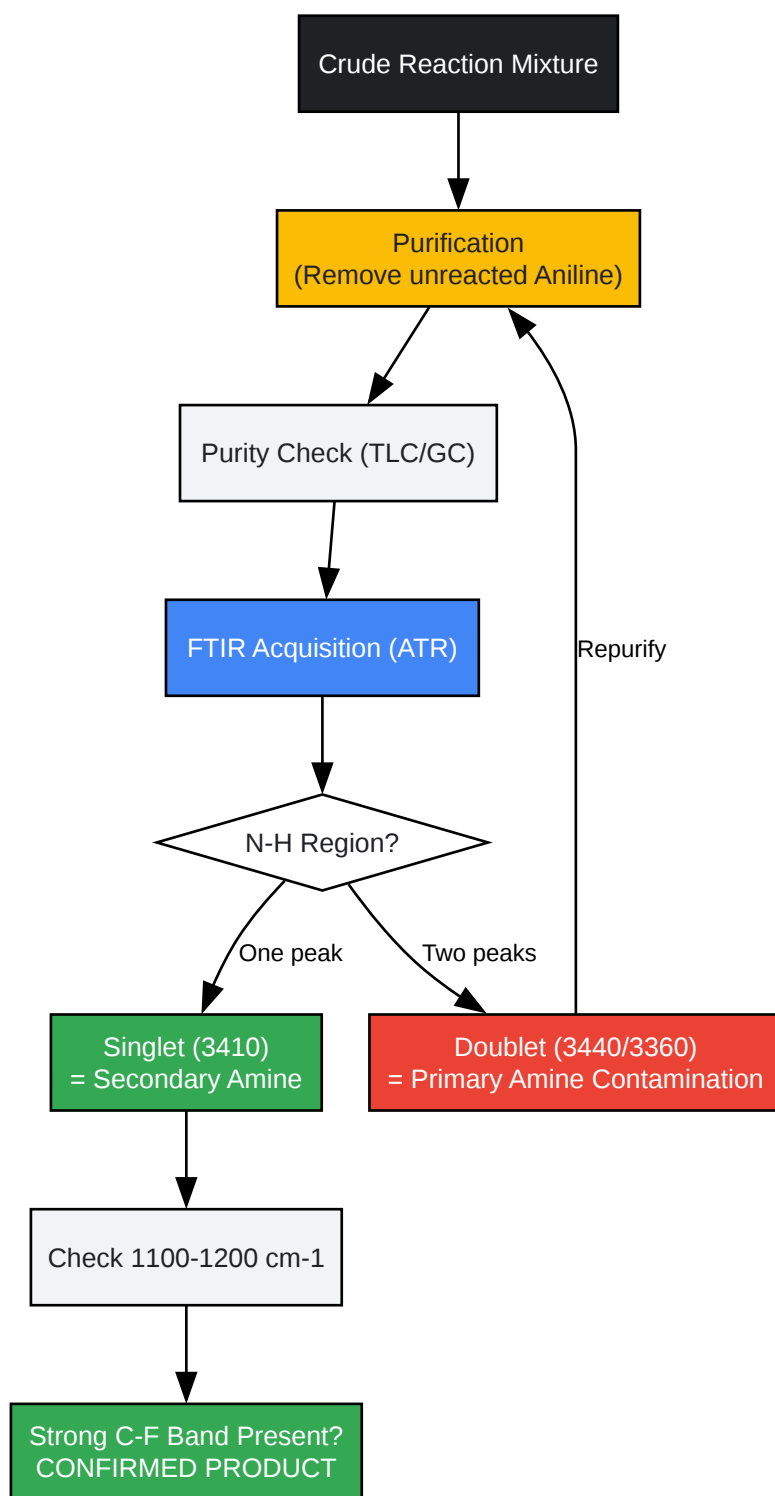 Crude Reaction Mixture
Purification
(Remove unreacted Aniline)
Purity Check (TLC/GC)
FTIR Acquisition (ATR)
Repurify
N-H Region?
One peak
Two peaks
Singlet (3410)
= Secondary Amine
Doublet (3440/3360)
= Primary Amine Contamination
Check 1100-1200 cm-1
Strong C-F Band Present?
CONFIRMED PRODUCT